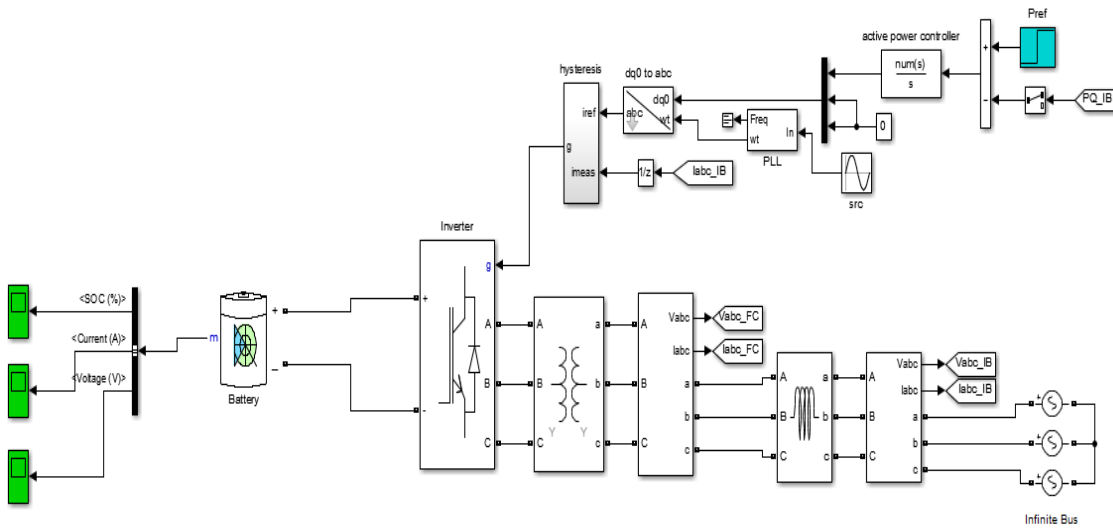 Pref
active power controller
num(s)
s
+
−
PQ_IB
hysteresis
dq0 to abc
iref
g
imeas
dq0
abc
wt
Freq
wt
In
PLL
0
src
1/z
Iabc_IB
Inverter
g
+
-
A
B
C
<SOC (%)>
<Current (A)>
<Voltage (V)>
m
+
−
Battery
A
B
C
a
b
c
Y
Y
A
B
C
Vabc
Iabc
a
b
c
Vabc_FC
Iabc_FC
A
B
C
a
b
c
A
B
C
Vabc
Iabc
a
b
c
Vabc_IB
Iabc_IB
+
+
+
Infinite Bus